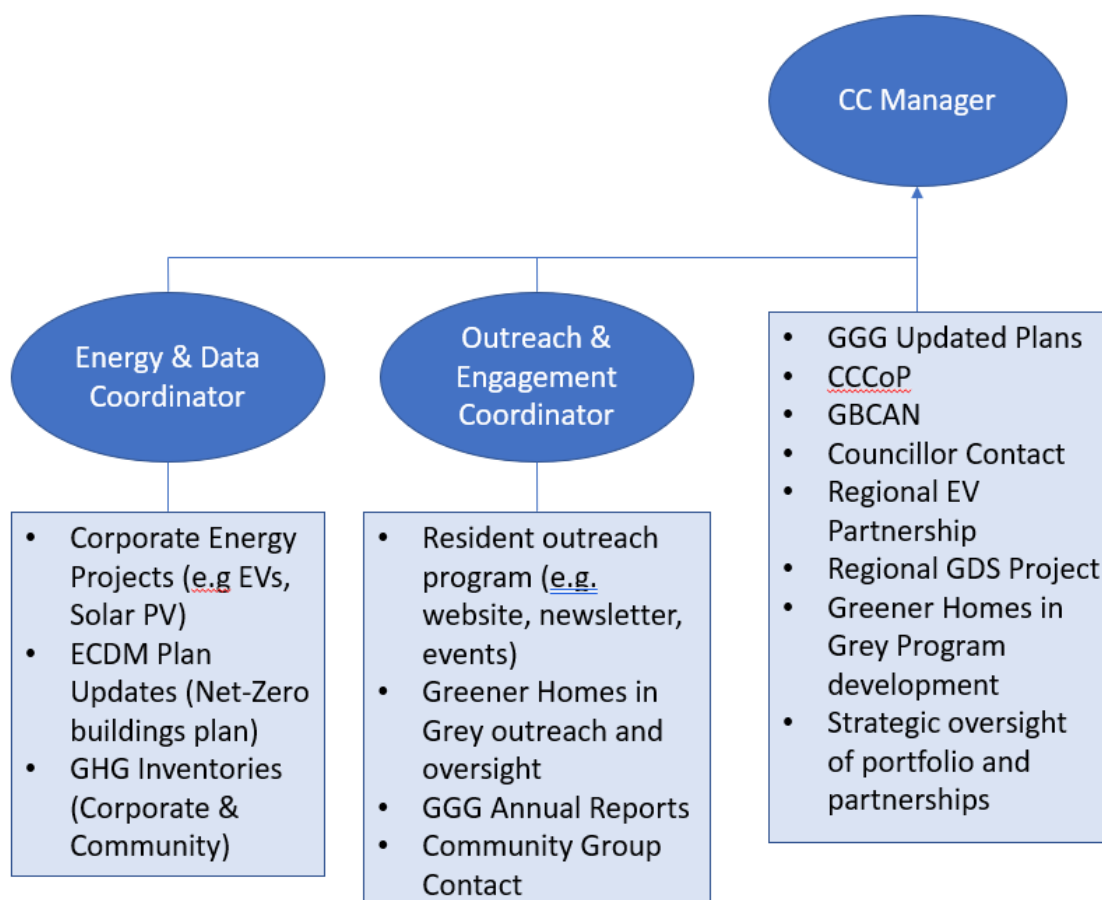 CC Manager
Energy & Data
Coordinator
Outreach &
Engagement
Coordinator
• Corporate Energy
Projects (e.g EVs,
Solar PV)
• ECDM Plan
Updates (Net-Zero
buildings plan)
• GHG Inventories
(Corporate &
Community)
• Resident outreach
program (e.g.
website, newsletter,
events)
• Greener Homes in
Grey outreach and
oversight
• GGG Annual Reports
• Community Group
Contact
• GGG Updated Plans
• CCCoP
• GBCAN
• Councillor Contact
• Regional EV
Partnership
• Regional GDS Project
• Greener Homes in
Grey Program
development
• Strategic oversight
of portfolio and
partnerships